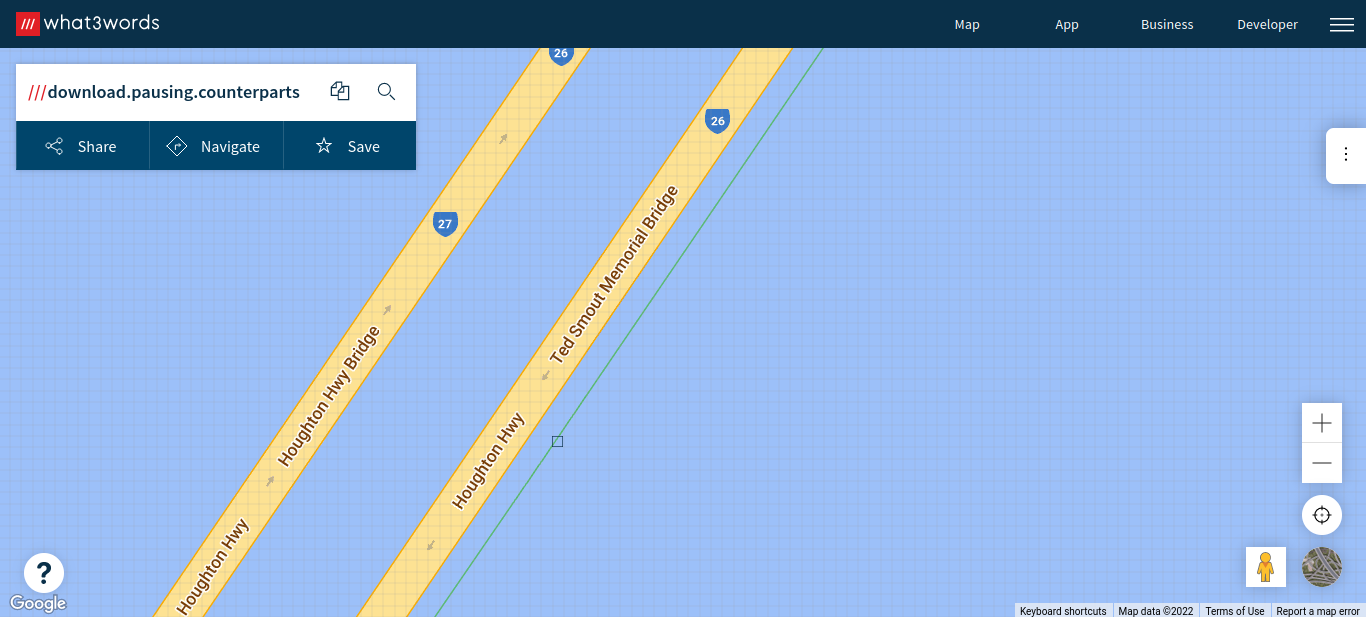 /// what3words
Map
App
Business
Developer
///download.pausing.counterparts
Share
Navigate
Save
26
26
27
Ted Smout Memorial Bridge
Houghton Hwy Bridge
Houghton Hwy
Houghton Hwy
?
Google
Keyboard shortcuts
Map data ©2022
Terms of Use
Report a map error